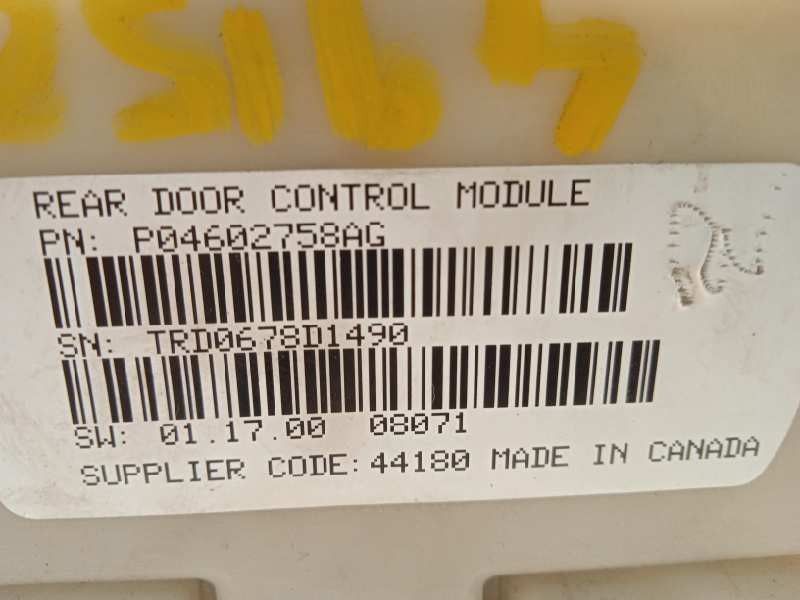 REAR DOOR CONTROL MODULE
PN: P04602758AG
SN: TRD0678D1490
SW: 01.17.00 08071
SUPPLIER CODE: 44180 MADE IN CANADA